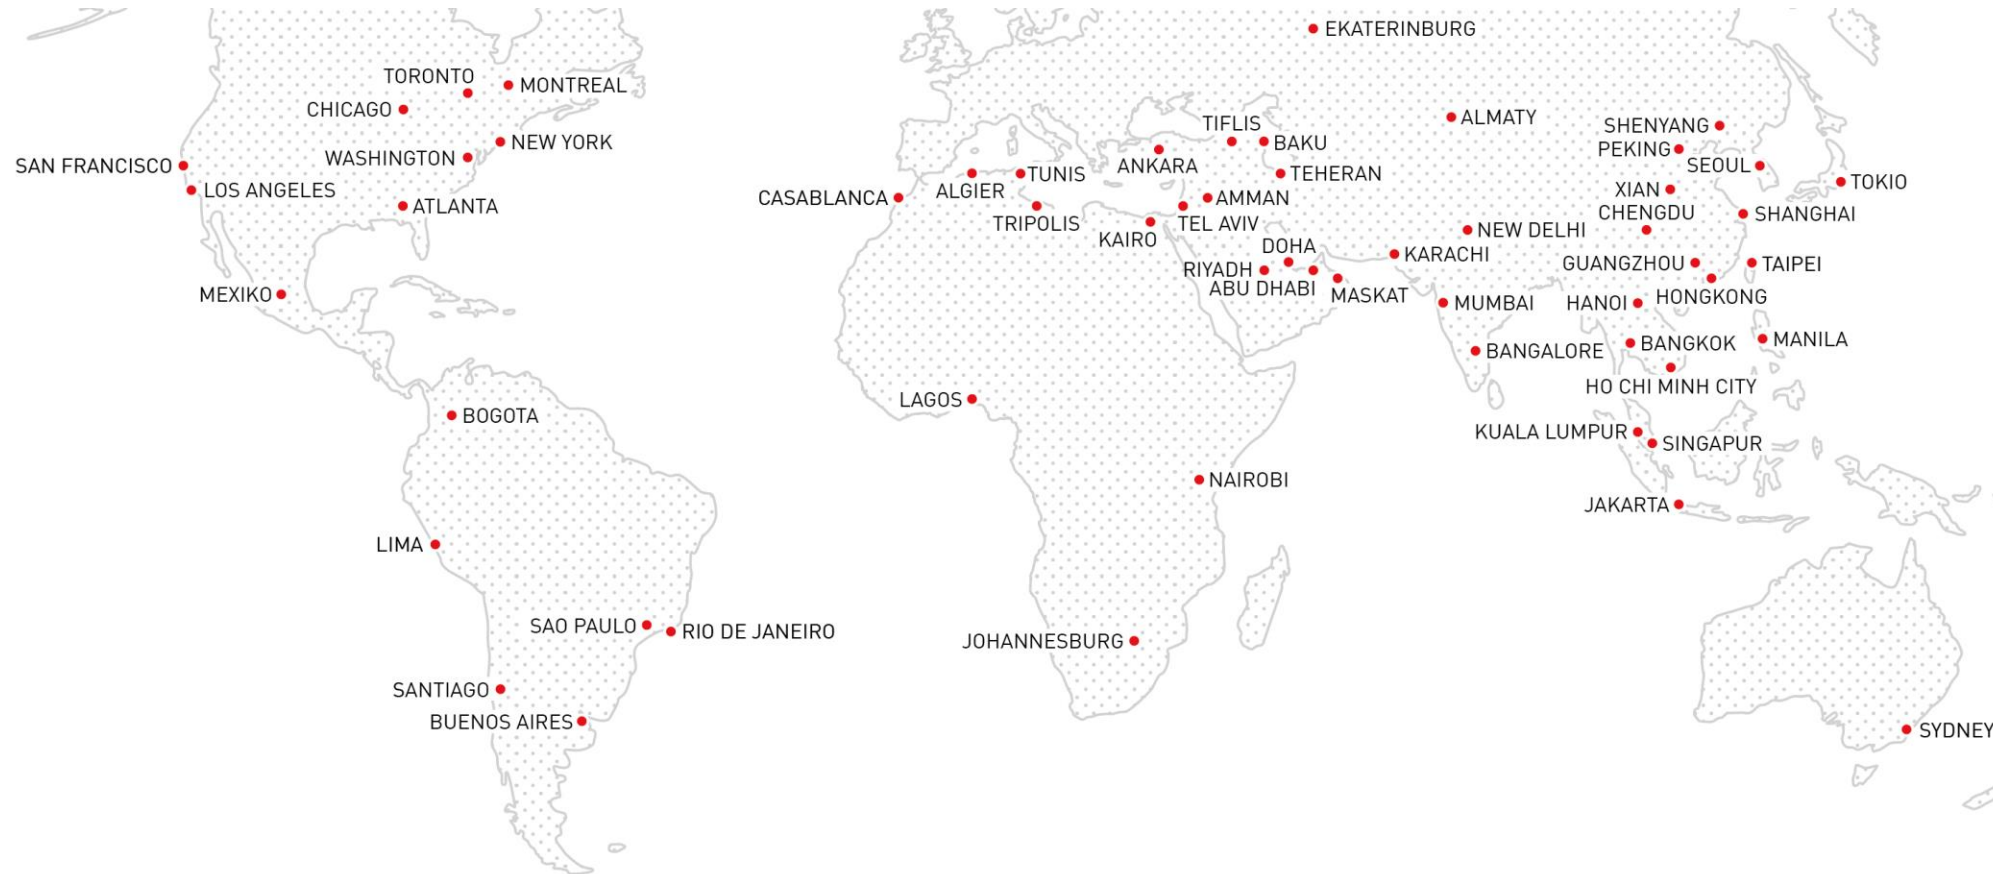 EKATERINBURG
TORONTO
MONTREAL
CHICAGO
ALMATY
TIFLIS
SHENYANG
NEW YORK
BAKU
PEKING
WASHINGTON
SAN FRANCISCO
ANKARA
SEOUL
TUNIS
TEHERAN
LOS ANGELES
ALGIER
XIAN
TOKIO
CASABLANCA
AMMAN
ATLANTA
CHENGDU
SHANGHAI
TRIPOLIS
TEL AVIV
KAIRO
NEW DELHI
DOHA
KARACHI
GUANGZHOU
TAIPEI
RIYADH
ABU DHABI
MEXIKO
MASKAT
HONGKONG
MUMBAI
HANOI
MANILA
BANGALORE
BANGKOK
HO CHI MINH CITY
LAGOS
BOGOTA
KUALA LUMPUR
SINGAPUR
NAIROBI
JAKARTA
LIMA
SAO PAULO
RIO DE JANEIRO
JOHANNESBURG
SANTIAGO
BUENOS AIRES
SYDNEY